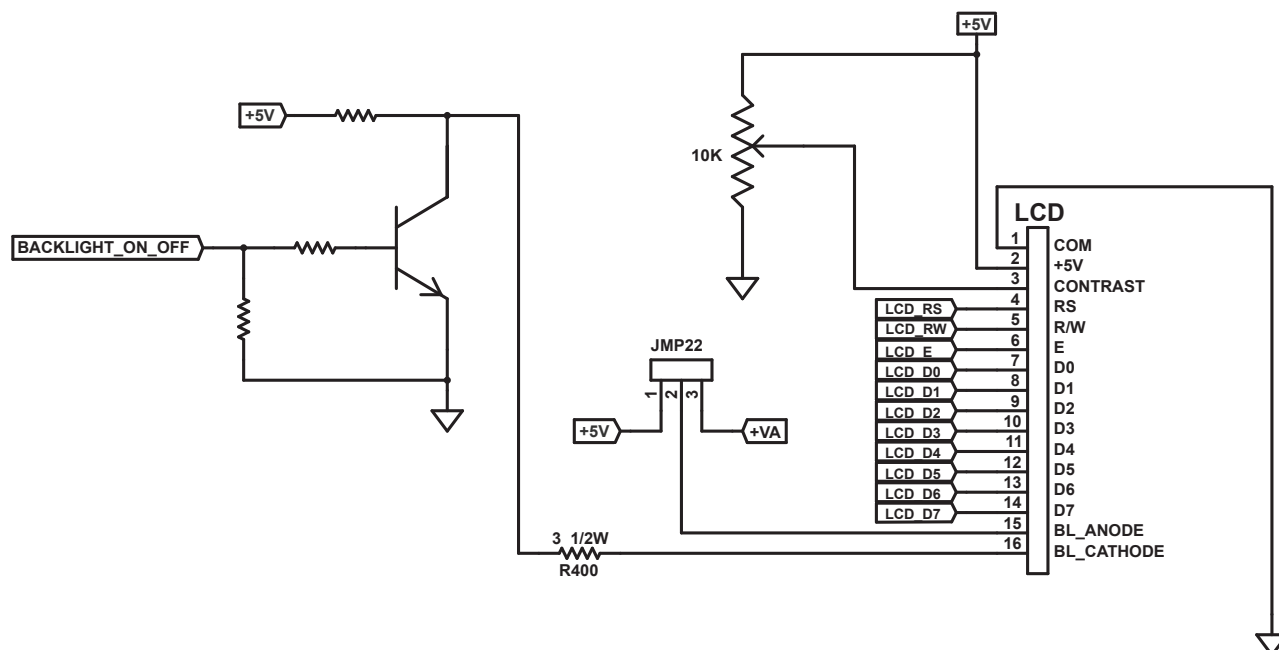 +5V
+5V
10K
BACKLIGHT_ON_OFF
LCD
1 COM
2 +5V
3 CONTRAST
LCD_RS 4 RS
LCD_RW 5 R/W
LCD_E 6 E
LCD_D0 7 D0
LCD_D1 8 D1
LCD_D2 9 D2
LCD_D3 10 D3
LCD_D4 11 D4
LCD_D5 12 D5
LCD_D6 13 D6
LCD_D7 14 D7
15 BL_ANODE
16 BL_CATHODE
JMP22
1 2 3
+5V
+VA
3 1/2W
R400